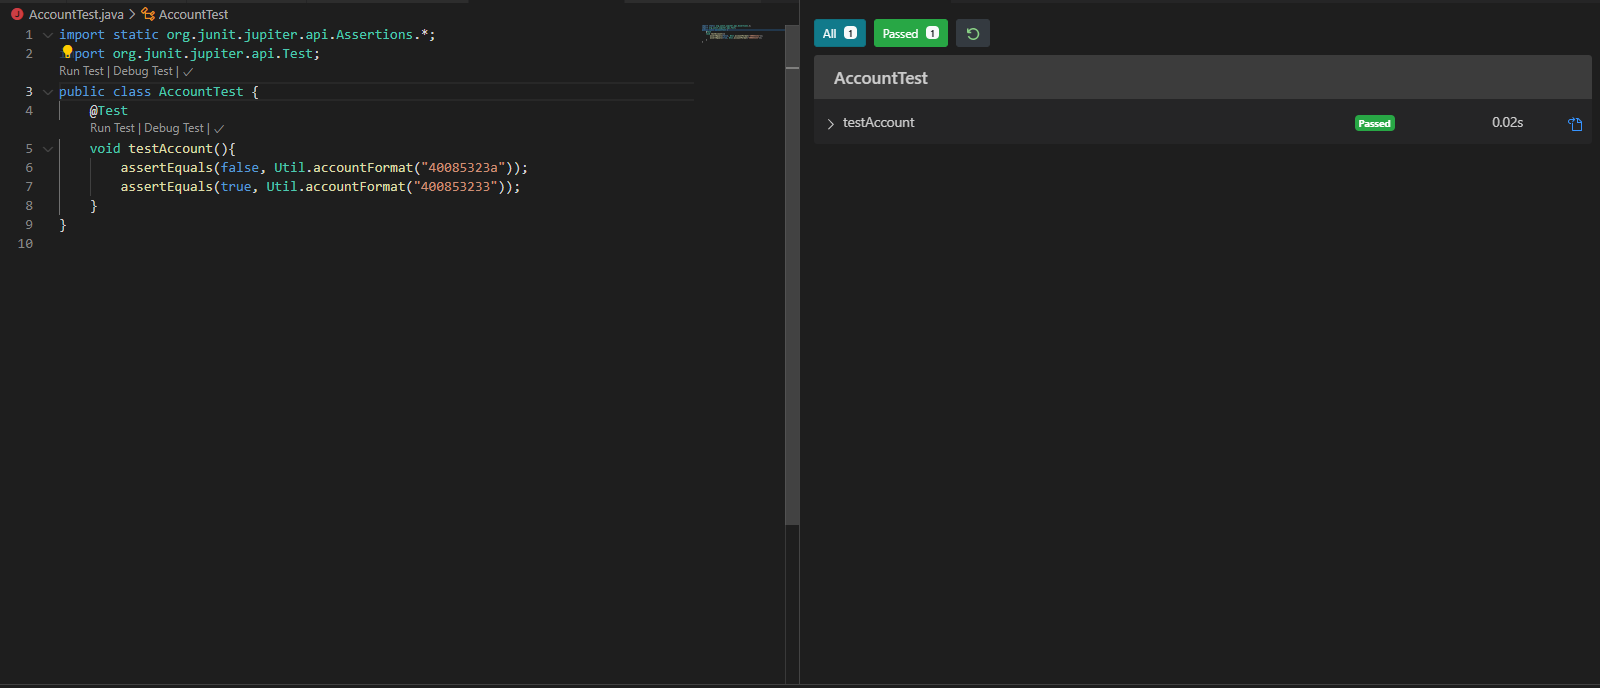 AccountTest.java > AccountTest
1 import static org.junit.jupiter.api.Assertions.*;
2 port org.junit.jupiter.api.Test;
Run Test | Debug Test | ✓
3 public class AccountTest {
4 @Test
Run Test | Debug Test | ✓
5 void testAccount(){
6 assertEquals(false, Util.accountFormat("40085323a"));
7 assertEquals(true, Util.accountFormat("400853233"));
8 }
9 }
10
All 1 Passed 1
AccountTest
testAccount Passed 0.02s